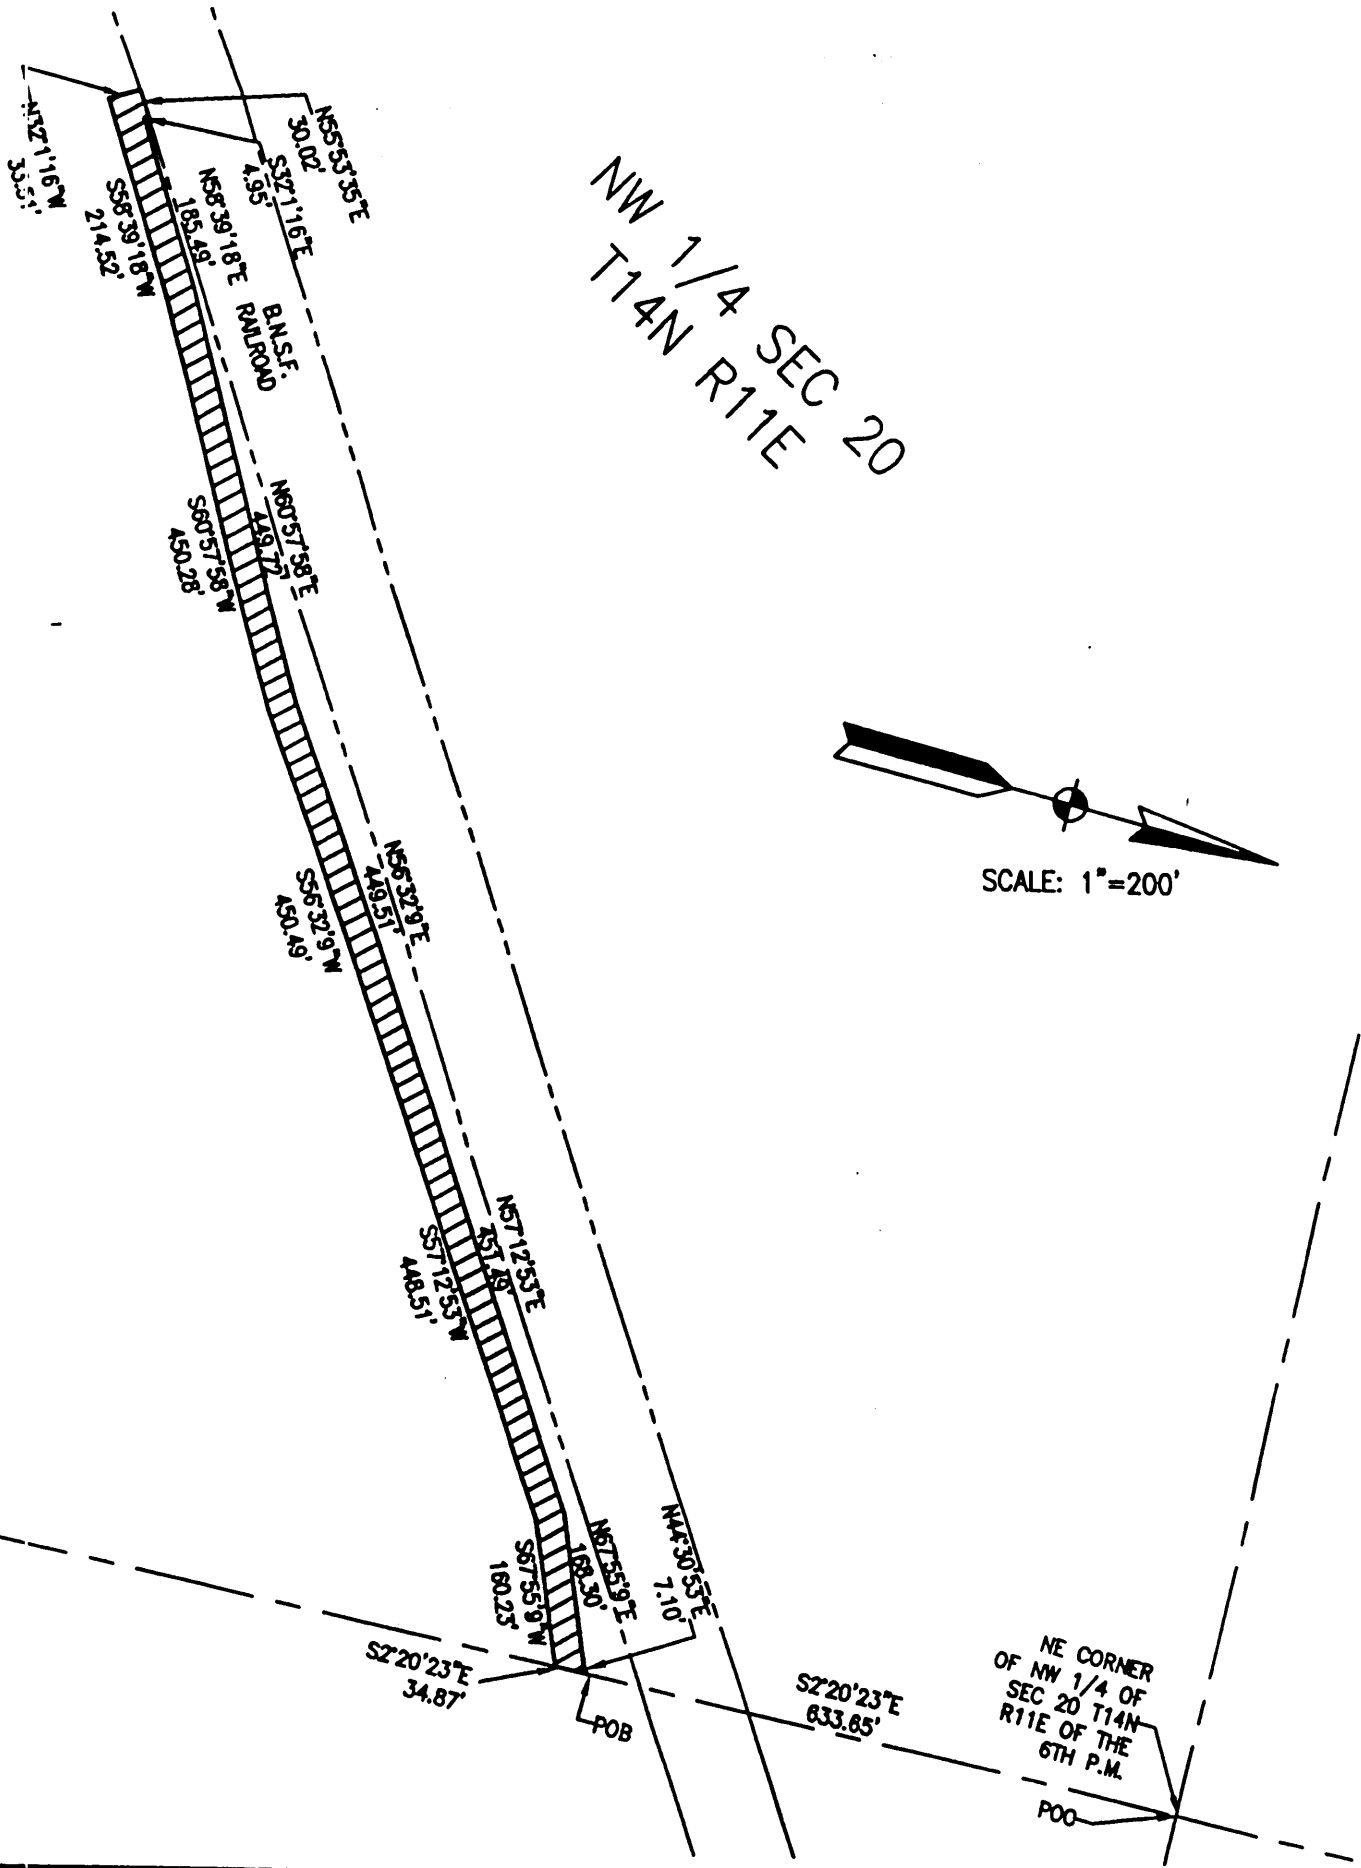 N55°53'35"E
30.02'
S32°1'16"E
4.95'
N32°1'16"W
N58°39'18"E
185.49'
S58°39'18"W
214.52'
B.N.S.F.
RAILROAD
NW 1/4 SEC 20
T14N R11E
N60°57'58"E
449.72'
S60°57'58"W
450.28'
SCALE: 1"=200'
N56°32'9"E
449.51'
S56°32'9"W
450.49'
N57°12'53"E
451.49'
S57°12'53"W
448.51'
N44°30'53"E
7.10'
N67°55'9"E
168.30'
S67°55'9"W
160.23'
S2°20'23"E
34.87'
POB
S2°20'23"E
633.65'
NE CORNER
OF NW 1/4 OF
SEC 20 T14N
R11E OF THE
6TH P.M.
POC